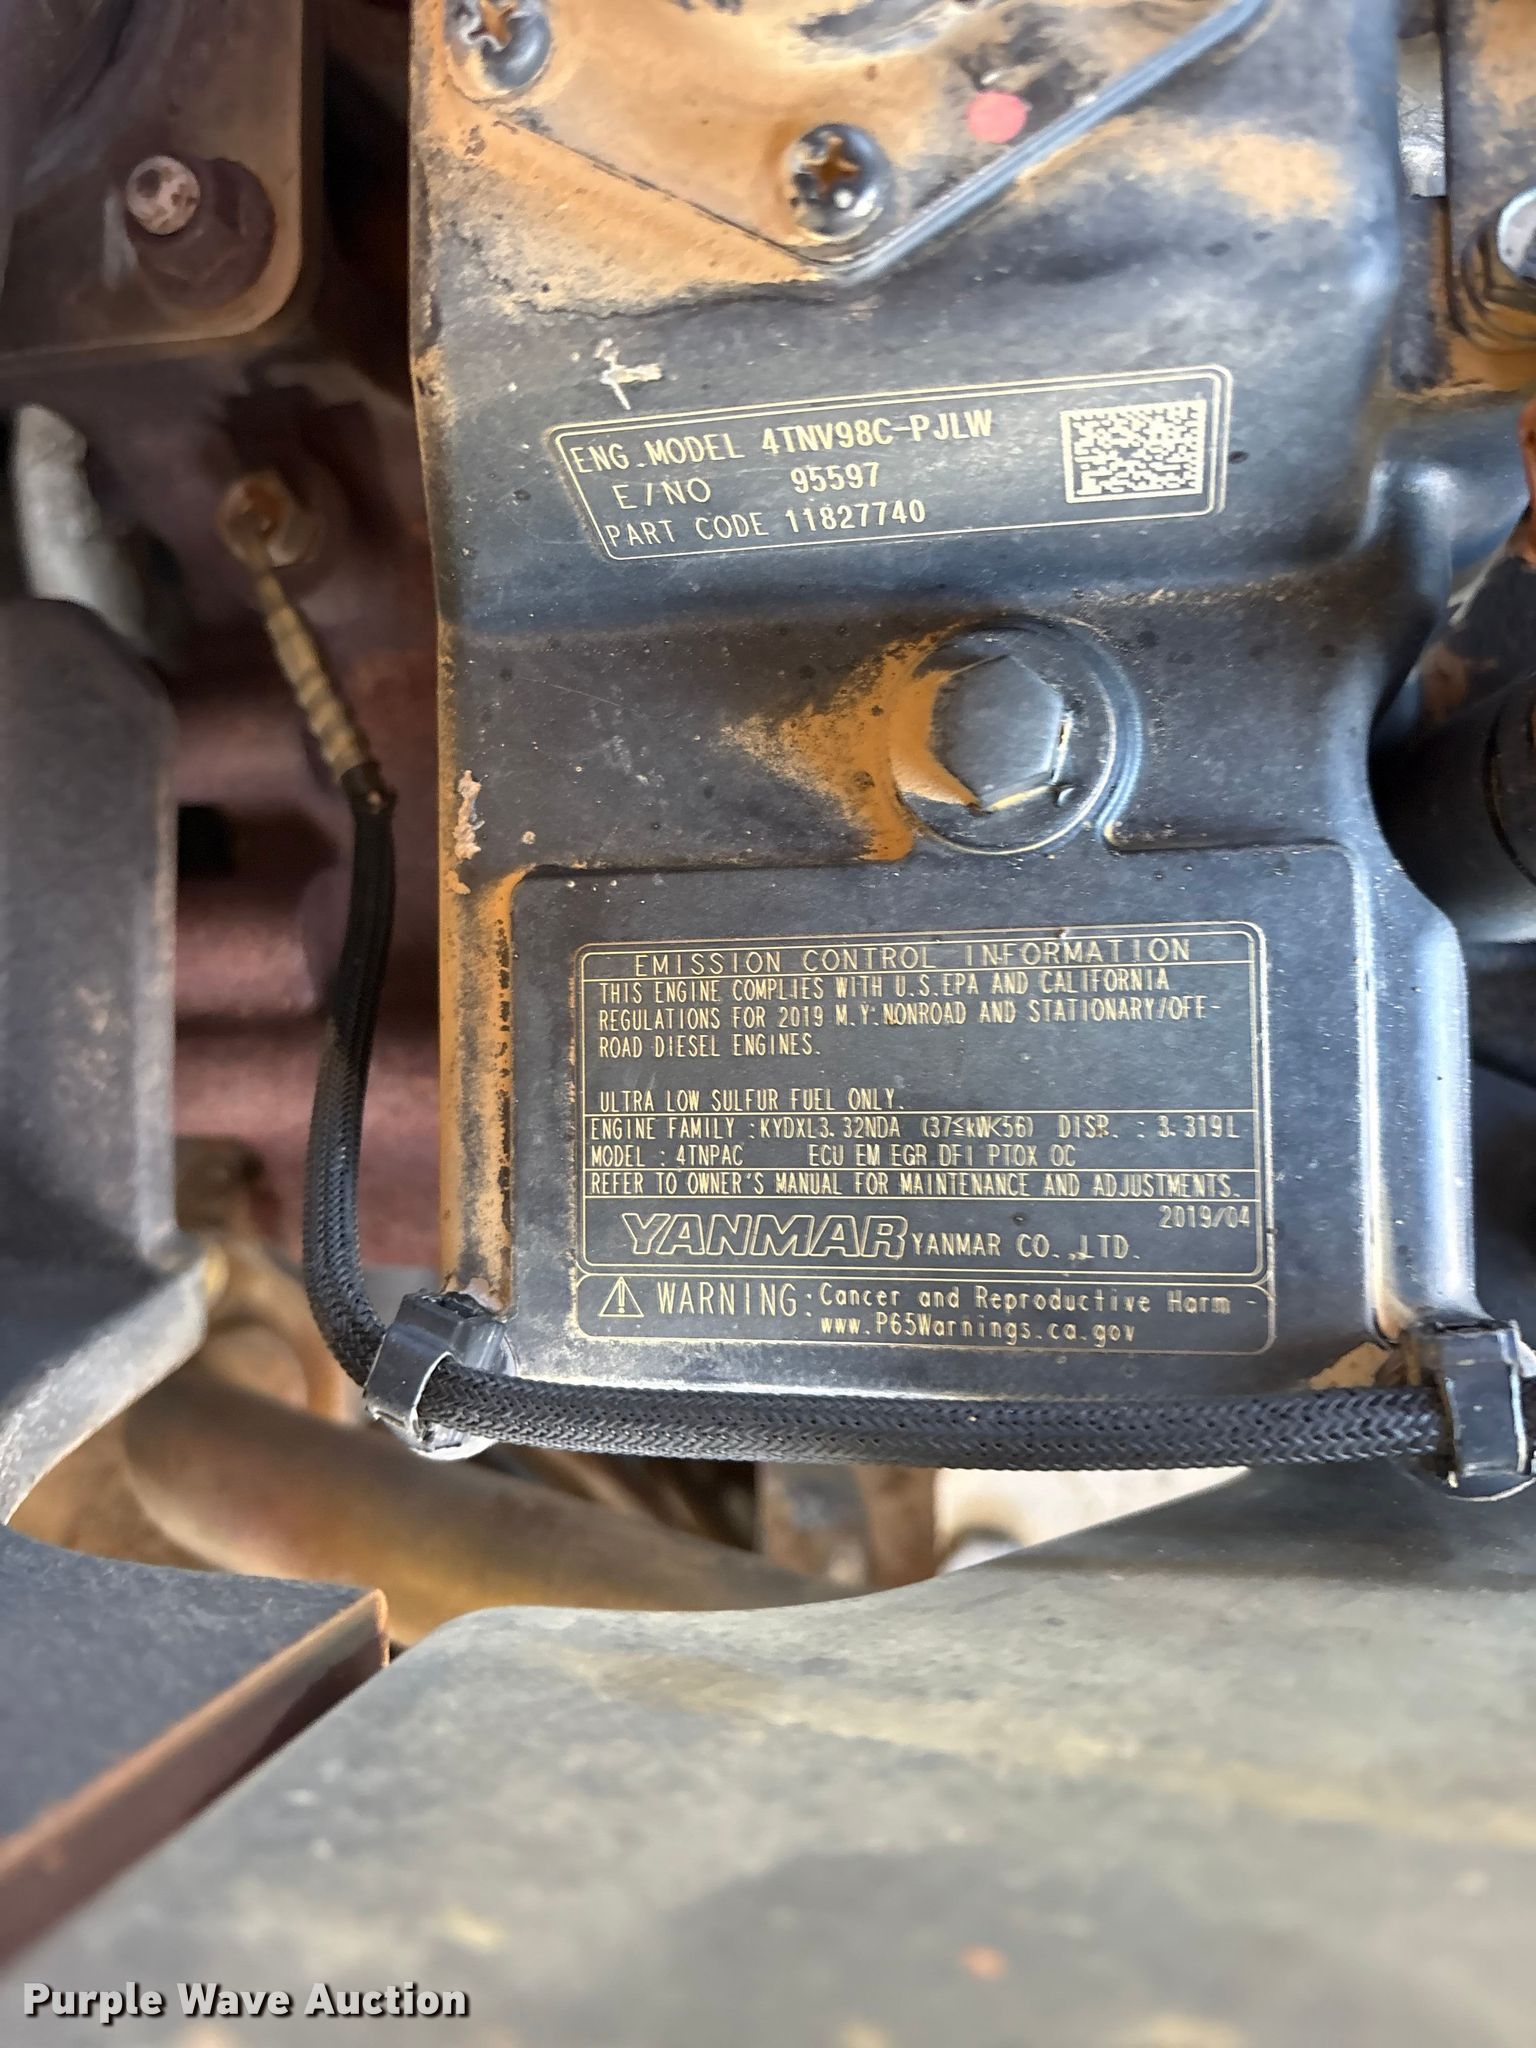 ENG.MODEL 4TNV98C-PJLW
E/NO 95597
PART CODE 11827740
EMISSION CONTROL INFORMATION
THIS ENGINE COMPLIES WITH U.S.EPA AND CALIFORNIA
REGULATIONS FOR 2019 M.Y.NONROAD AND STATIONARY/OFF-
ROAD DIESEL ENGINES.
ULTRA LOW SULFUR FUEL ONLY.
ENGINE FAMILY :KYDXL3.32NDA (37≦kW<56) DISP. : 3.319L
MODEL : 4TNPAC ECU EM EGR DFI PTOX OC
REFER TO OWNER'S MANUAL FOR MAINTENANCE AND ADJUSTMENTS.
2019/04
YANMAR YANMAR CO.,LTD.
⚠ WARNING:Cancer and Reproductive Harm -
www.P65Warnings.ca.gov
Purple Wave Auction